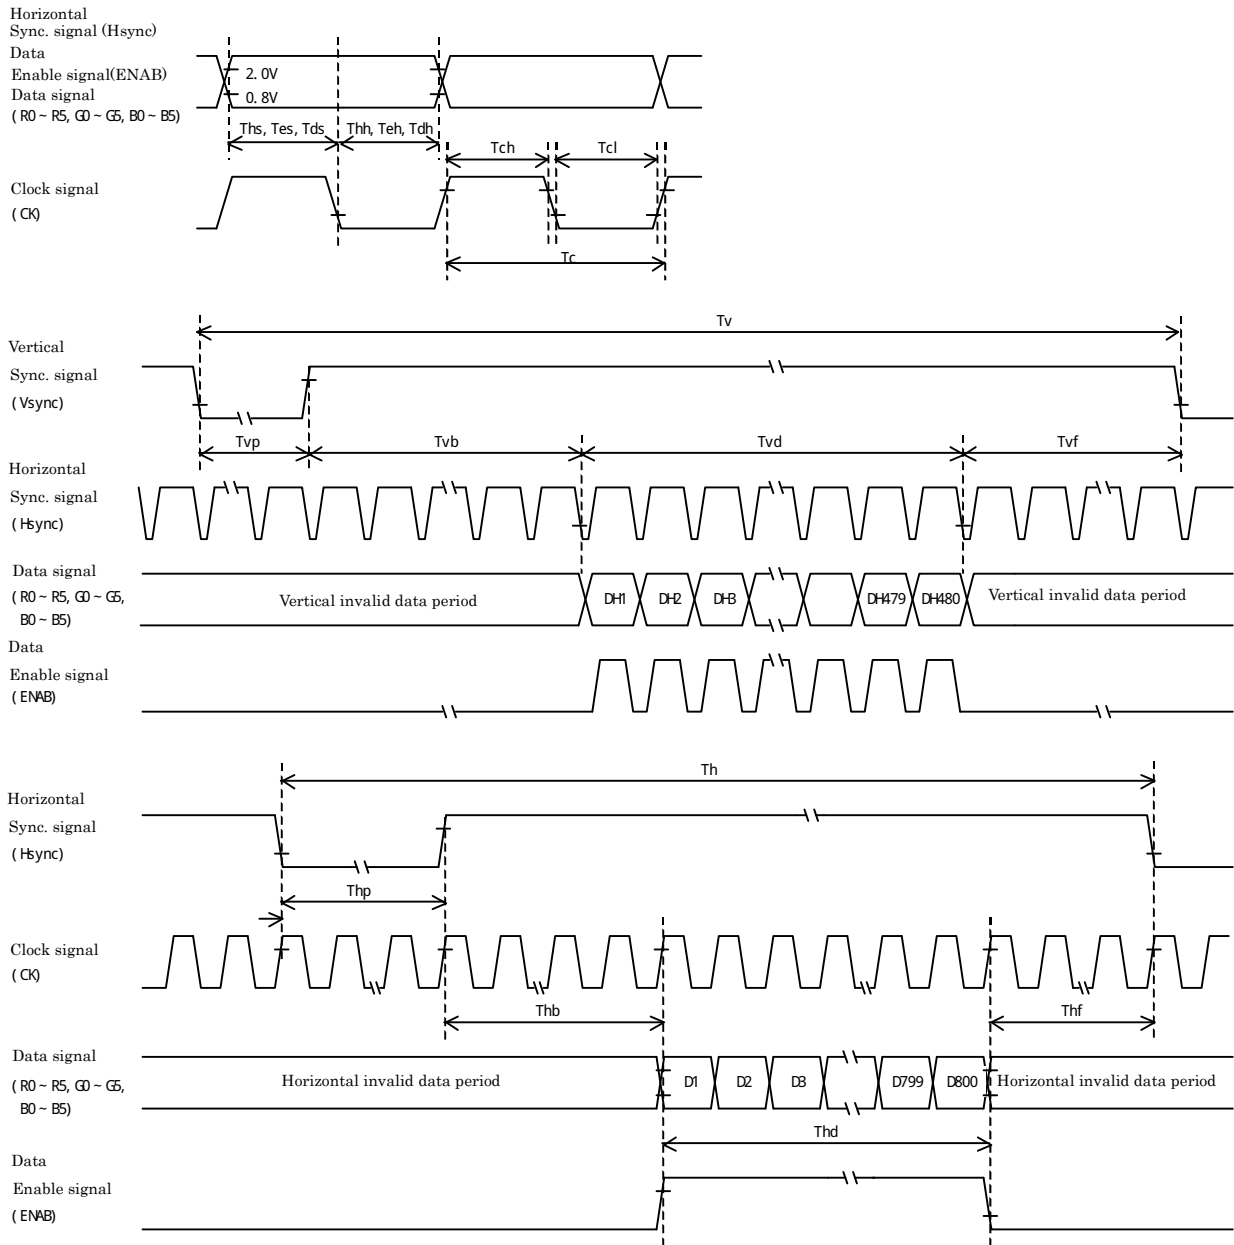 Horizontal
Sync. signal (Hsync)
Data
Enable signal(ENAB)
Data signal
( R0 ~ R5, G0 ~ G5, B0 ~ B5)
2. 0V
0. 8V
Ths, Tes, Tds
Thh, Teh, Tdh
Tch
Tcl
Clock signal
( CK)
Tc
Tv
Vertical
Sync. signal
( Vsync)
Tvp
Tvb
Tvd
Tvf
Horizontal
Sync. signal
( Hsync)
Data signal
( R0 ~ R5, G0 ~ G5,
B0 ~ B5)
Vertical invalid data period
DH1
DH2
DH3
DH479
DH480
Vertical invalid data period
Data
Enable signal
( ENAB)
Th
Horizontal
Sync. signal
( Hsync)
Thp
Clock signal
( CK)
Thb
Thf
Data signal
( R0 ~ R5, G0 ~ G5,
B0 ~ B5)
Horizontal invalid data period
D1
D2
D3
D799
D800
Horizontal invalid data period
Thd
Data
Enable signal
( ENAB)